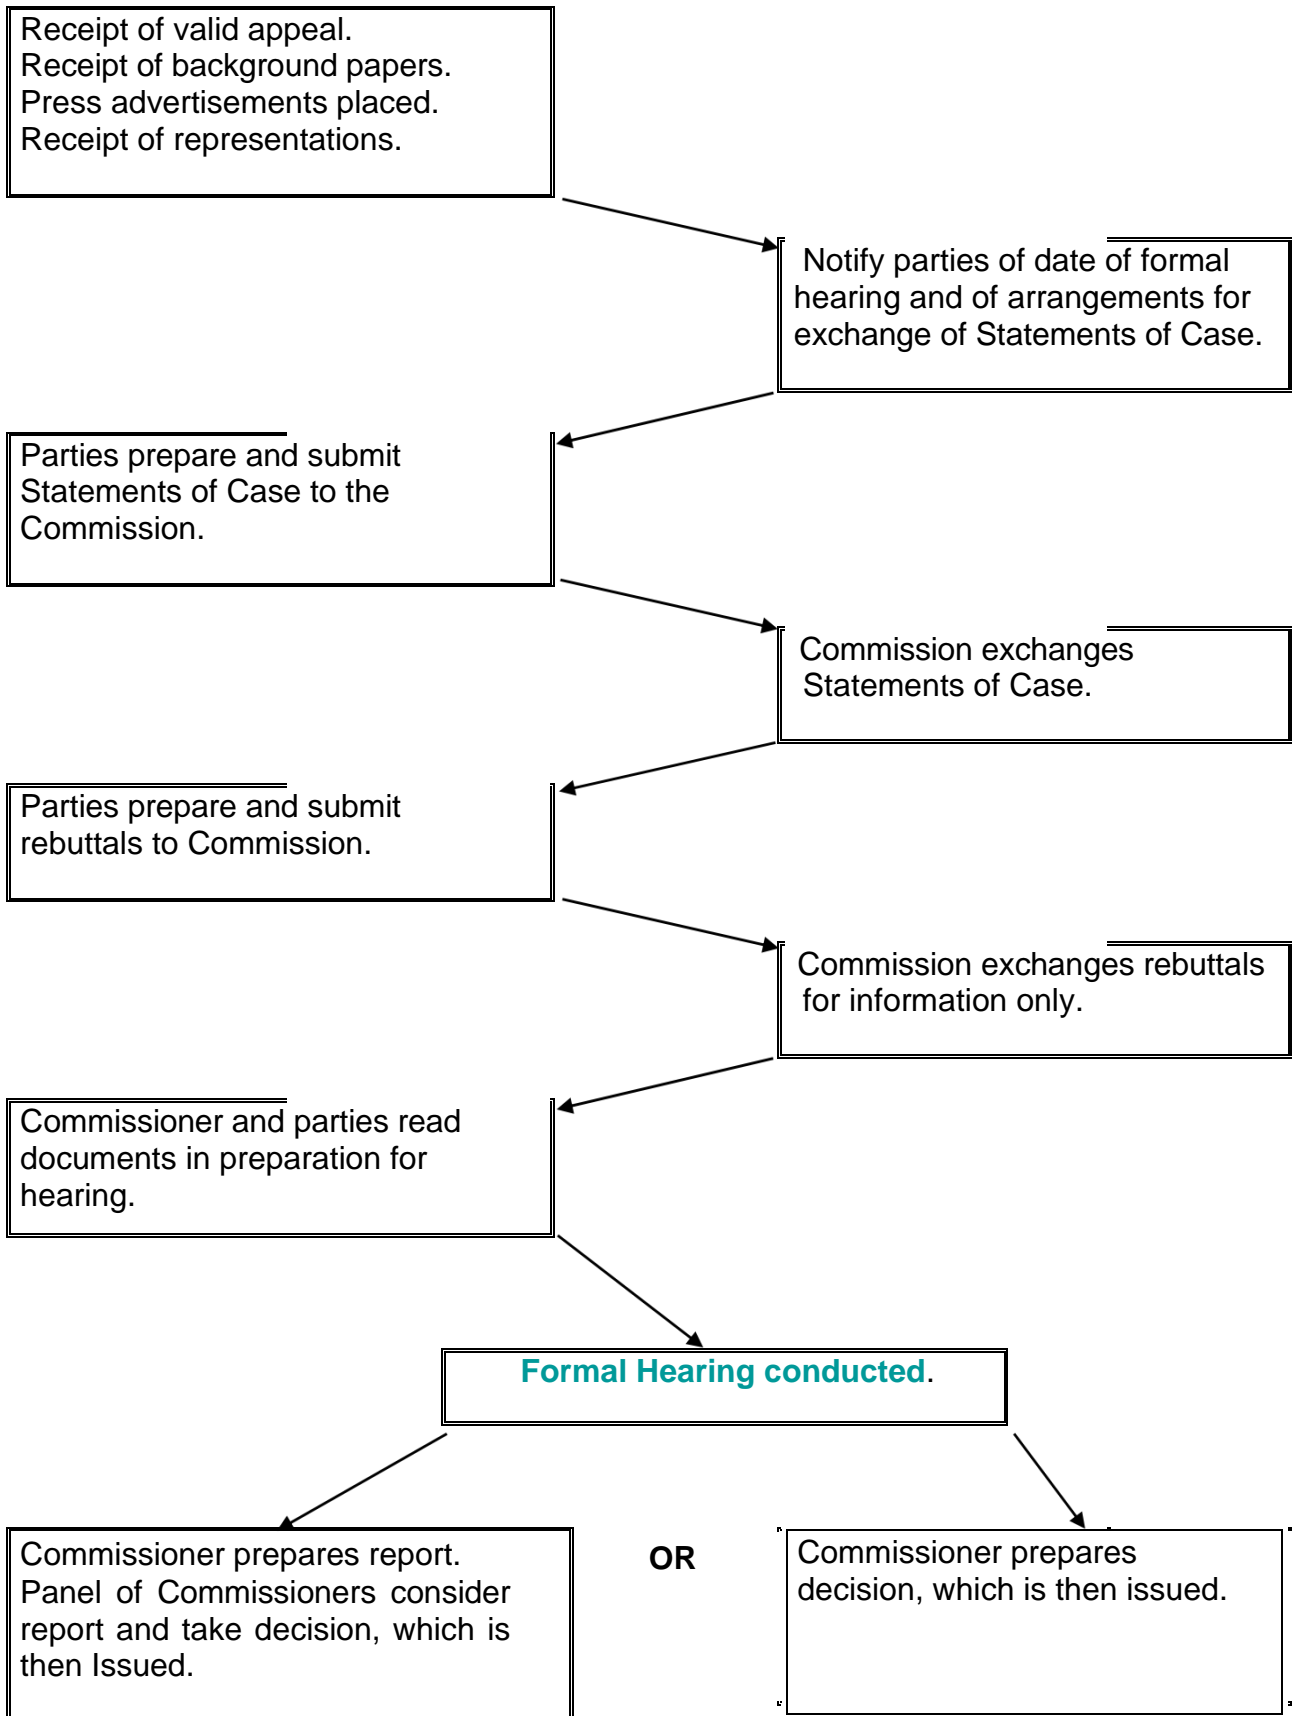 Receipt of valid appeal.
Receipt of background papers.
Press advertisements placed.
Receipt of representations.
Notify parties of date of formal
hearing and of arrangements for
exchange of Statements of Case.
Parties prepare and submit
Statements of Case to the
Commission.
Commission exchanges
Statements of Case.
Parties prepare and submit
rebuttals to Commission.
Commission exchanges rebuttals
for information only.
Commissioner and parties read
documents in preparation for
hearing.
Formal Hearing conducted.
Commissioner prepares report.
Panel of Commissioners consider
report and take decision, which is
then Issued.
OR
Commissioner prepares
decision, which is then issued.